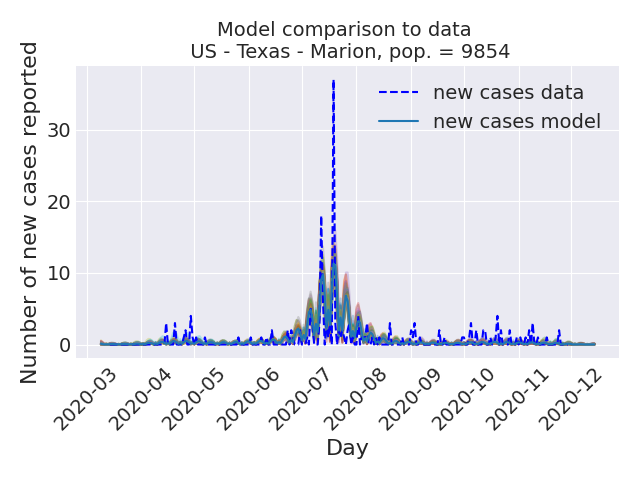 Model comparison to data
US - Texas - Marion, pop. = 9854
Number of new cases reported
30
20
10
0
new cases data
new cases model
2020-03
2020-04
2020-05
2020-06
2020-07
2020-08
2020-09
2020-10
2020-11
2020-12
Day